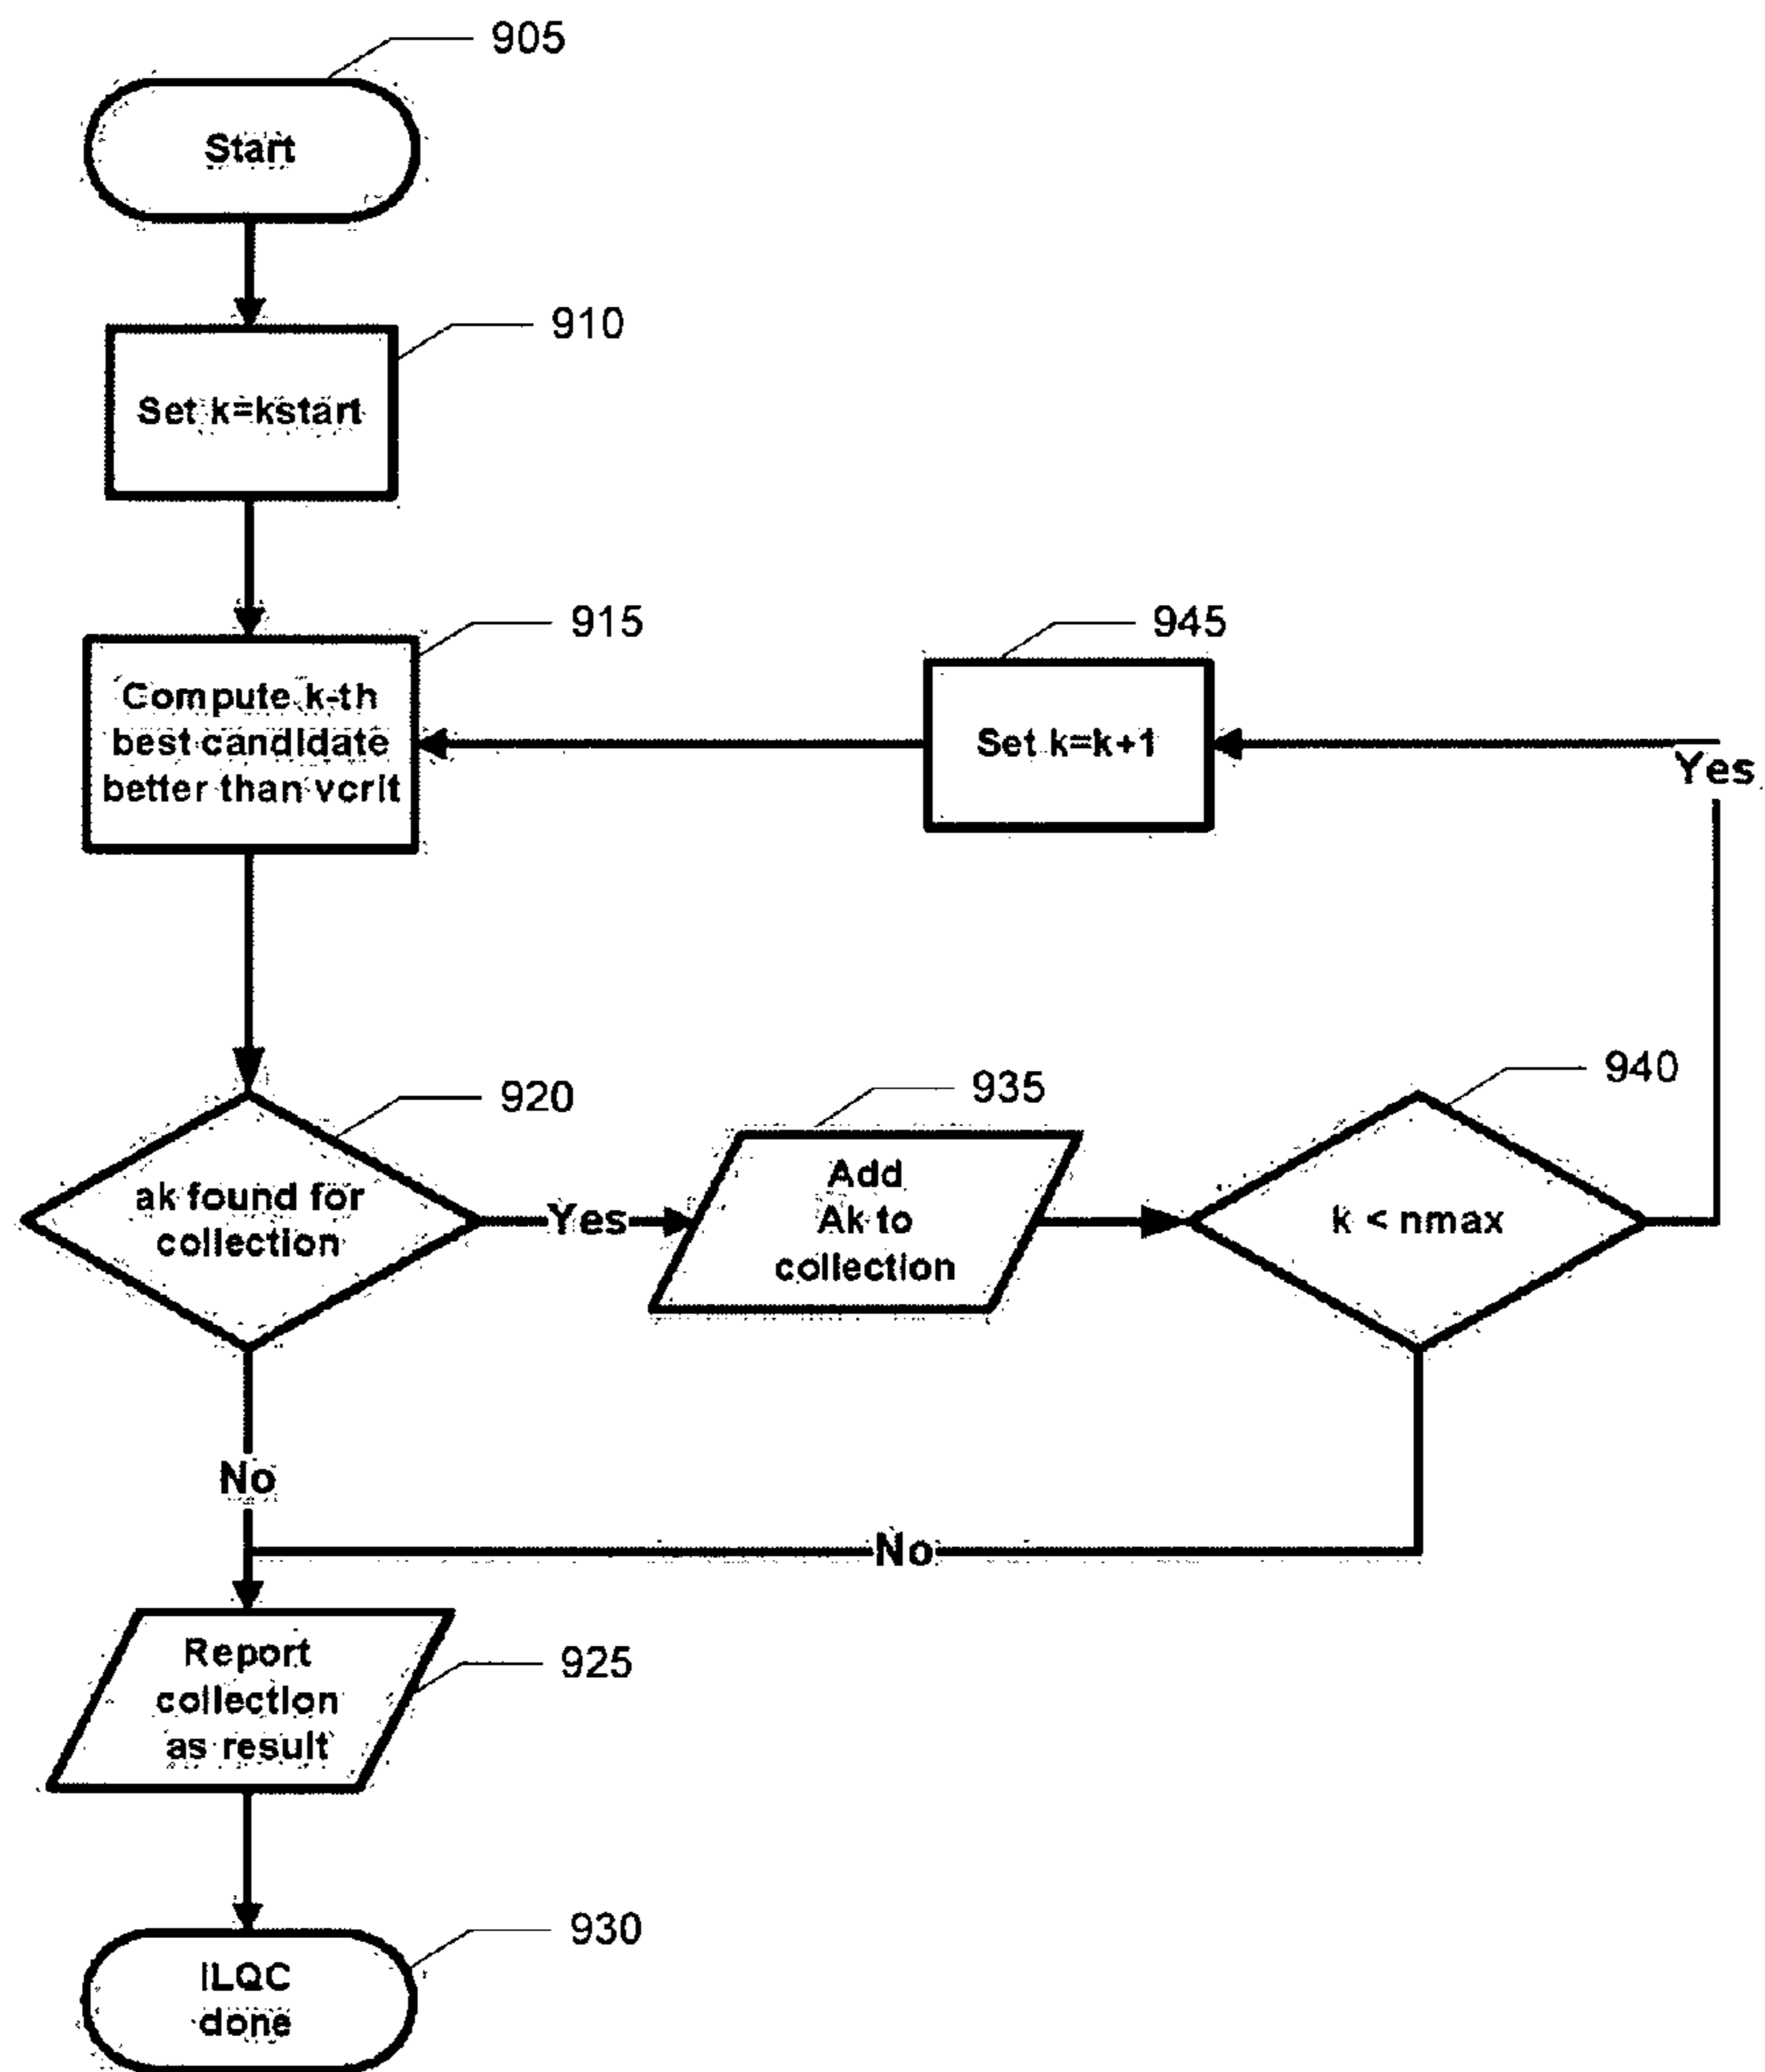 905
Start
910
Set k=kstart
915
Compute k-th
best candidate
better than vcrit
945
Set k=k+1
Yes
920
ak found for
collection
Yes
935
Add
Ak to
collection
940
k < nmax
No
No
Report
collection
as result
925
930
ILQC
done